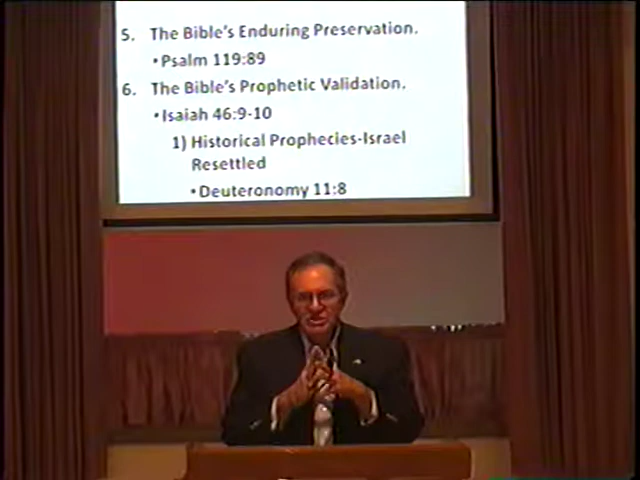 5. The Bible's Enduring Preservation.
•Psalm 119:89
6. The Bible's Prophetic Validation.
•Isaiah 46:9-10
1) Historical Prophecies-Israel
Resettled
•Deuteronomy 11:8